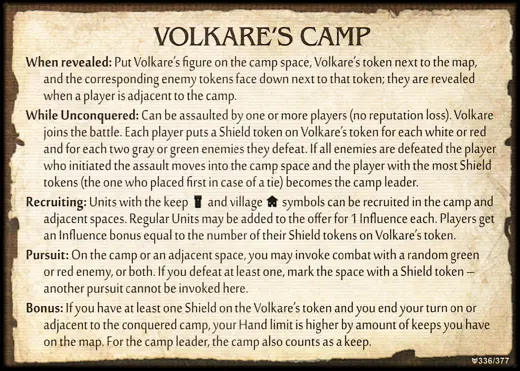 VOLKARE'S CAMP
When revealed: Put Volkare's figure on the camp space, Volkare's token next to the map,
and the corresponding enemy tokens face down next to that token; they are revealed
when a player is adjacent to the camp.
While Unconquered: Can be assaulted by one or more players (no reputation loss). Volkare
joins the battle. Each player puts a Shield token on Volkare's token for each white or red
and for each two gray or green enemies they defeat. If all enemies are defeated the player
who initiated the assault moves into the camp space and the player with the most Shield
tokens (the one who placed first in case of a tie) becomes the camp leader.
Recruiting: Units with the keep and village symbols can be recruited in the camp and
adjacent spaces. Regular Units may be added to the offer for 1 Influence each. Players get
an Influence bonus equal to the number of their Shield tokens on Volkare's token.
Pursuit: On the camp or an adjacent space, you may invoke combat with a random green
or red enemy, or both. If you defeat at least one, mark the space with a Shield token –
another pursuit cannot be invoked here.
Bonus: If you have at least one Shield on the Volkare's token and you end your turn on or
adjacent to the conquered camp, your Hand limit is higher by amount of keeps you have
on the map. For the camp leader, the camp also counts as a keep.
336/377